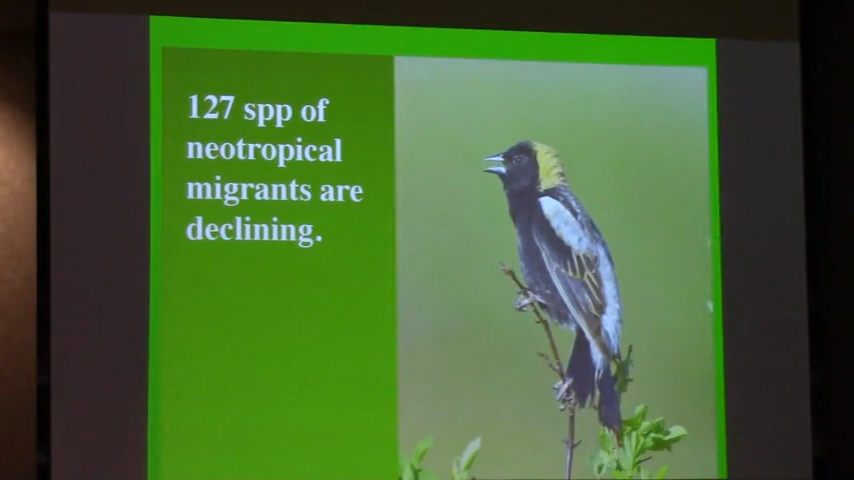 127 spp of
neotropical
migrants are
declining.